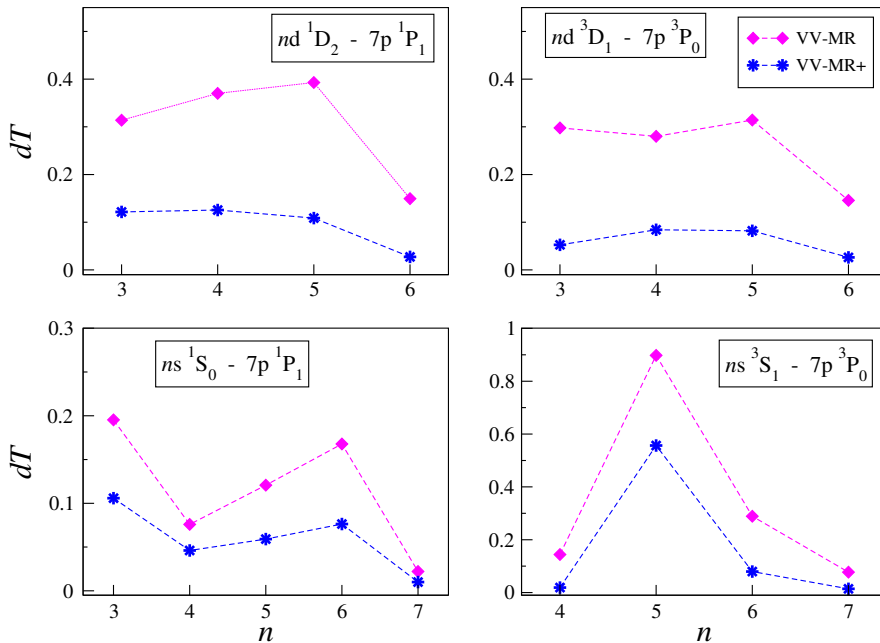 nd ¹D₂ - 7p ¹P₁
nd ³D₁ - 7p ³P₀
VV-MR
VV-MR+
dT
0.4
0.2
0
3 4 5 6
0.4
0.2
0
3 4 5 6
ns ¹S₀ - 7p ¹P₁
ns ³S₁ - 7p ³P₀
dT
0.3
0.2
0.1
0
3 4 5 6 7
n
1
0.8
0.6
0.4
0.2
0
4 5 6 7
n